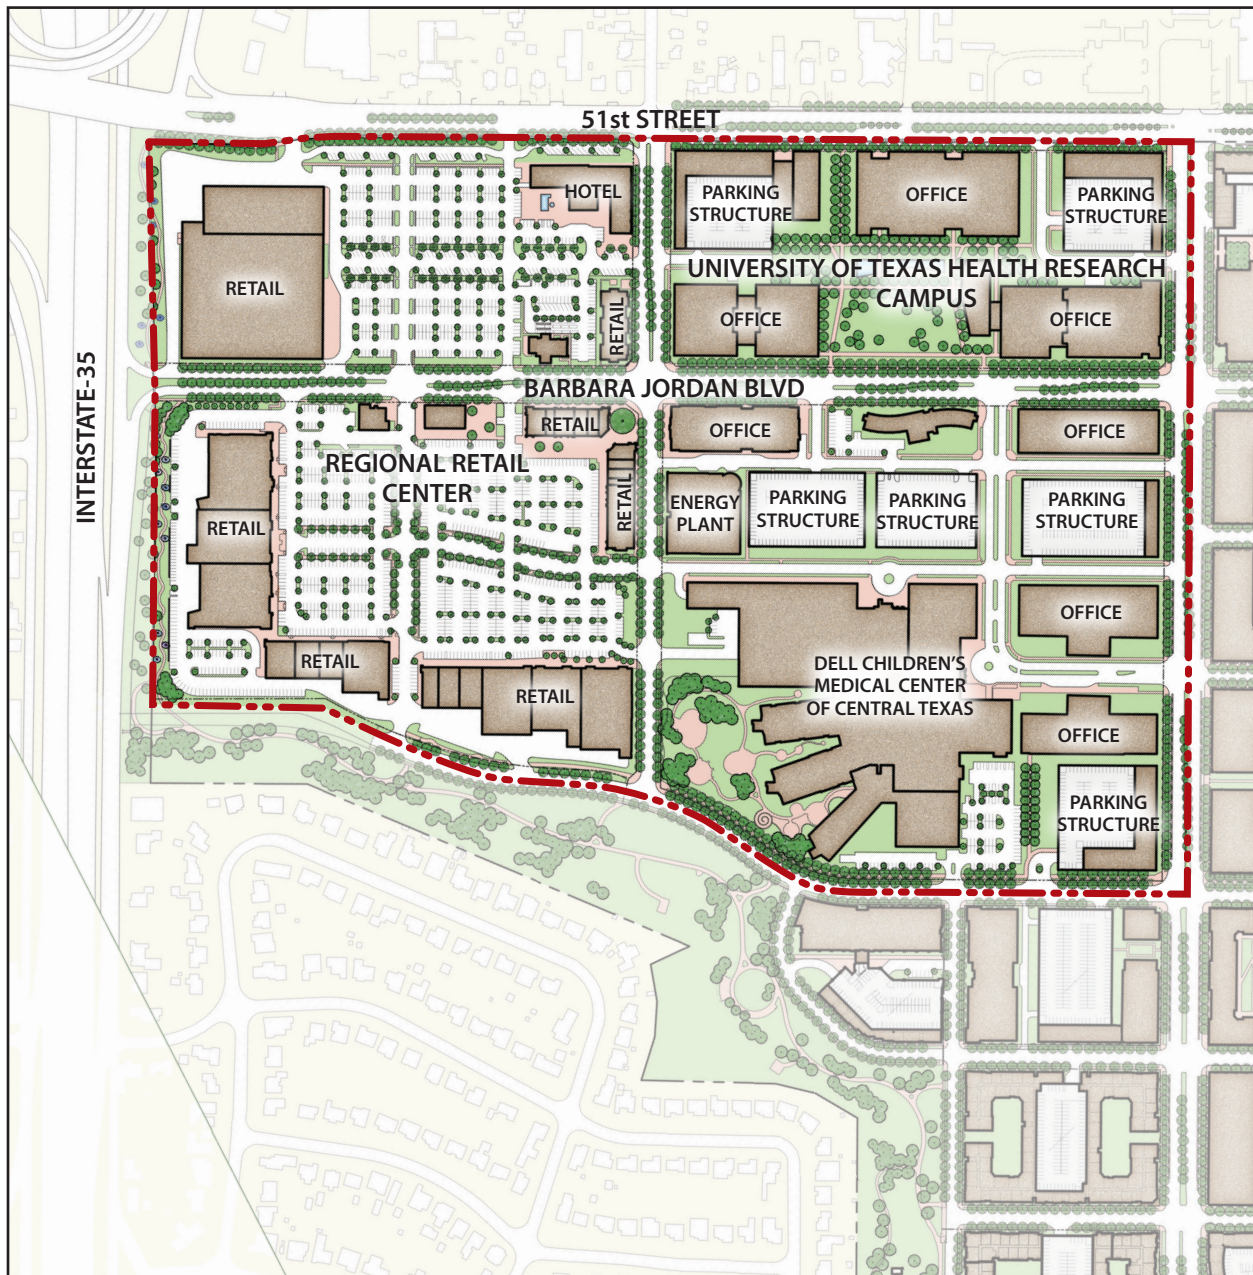 51st STREET
HOTEL
PARKING
STRUCTURE
OFFICE
PARKING
STRUCTURE
RETAIL
RETAIL
UNIVERSITY OF TEXAS HEALTH RESEARCH
CAMPUS
OFFICE
OFFICE
INTERSTATE-35
BARBARA JORDAN BLVD
RETAIL
OFFICE
OFFICE
REGIONAL RETAIL
CENTER
RETAIL
RETAIL
ENERGY
PLANT
PARKING
STRUCTURE
PARKING
STRUCTURE
PARKING
STRUCTURE
OFFICE
RETAIL
RETAIL
DELL CHILDREN'S
MEDICAL CENTER
OF CENTRAL TEXAS
OFFICE
PARKING
STRUCTURE